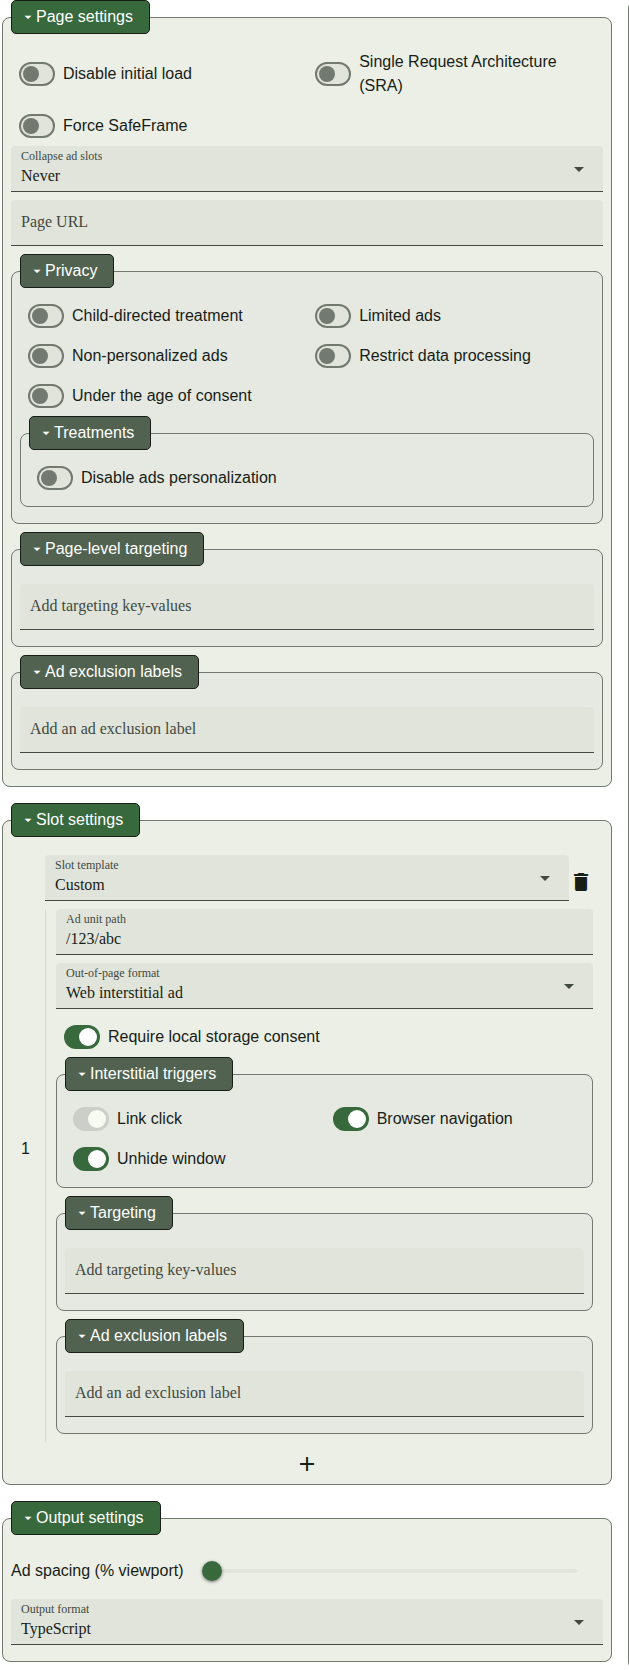 Page settings
Disable initial load
Single Request Architecture
(SRA)
Force SafeFrame
Collapse ad slots
Never
Page URL
Privacy
Child-directed treatment
Limited ads
Non-personalized ads
Restrict data processing
Under the age of consent
Treatments
Disable ads personalization
Page-level targeting
Add targeting key-values
Ad exclusion labels
Add an ad exclusion label
Slot settings
Slot template
Custom
Ad unit path
/123/abc
Out-of-page format
Web interstitial ad
Require local storage consent
Interstitial triggers
Link click
Browser navigation
1
Unhide window
Targeting
Add targeting key-values
Ad exclusion labels
Add an ad exclusion label
+
Output settings
Ad spacing (% viewport)
Output format
TypeScript